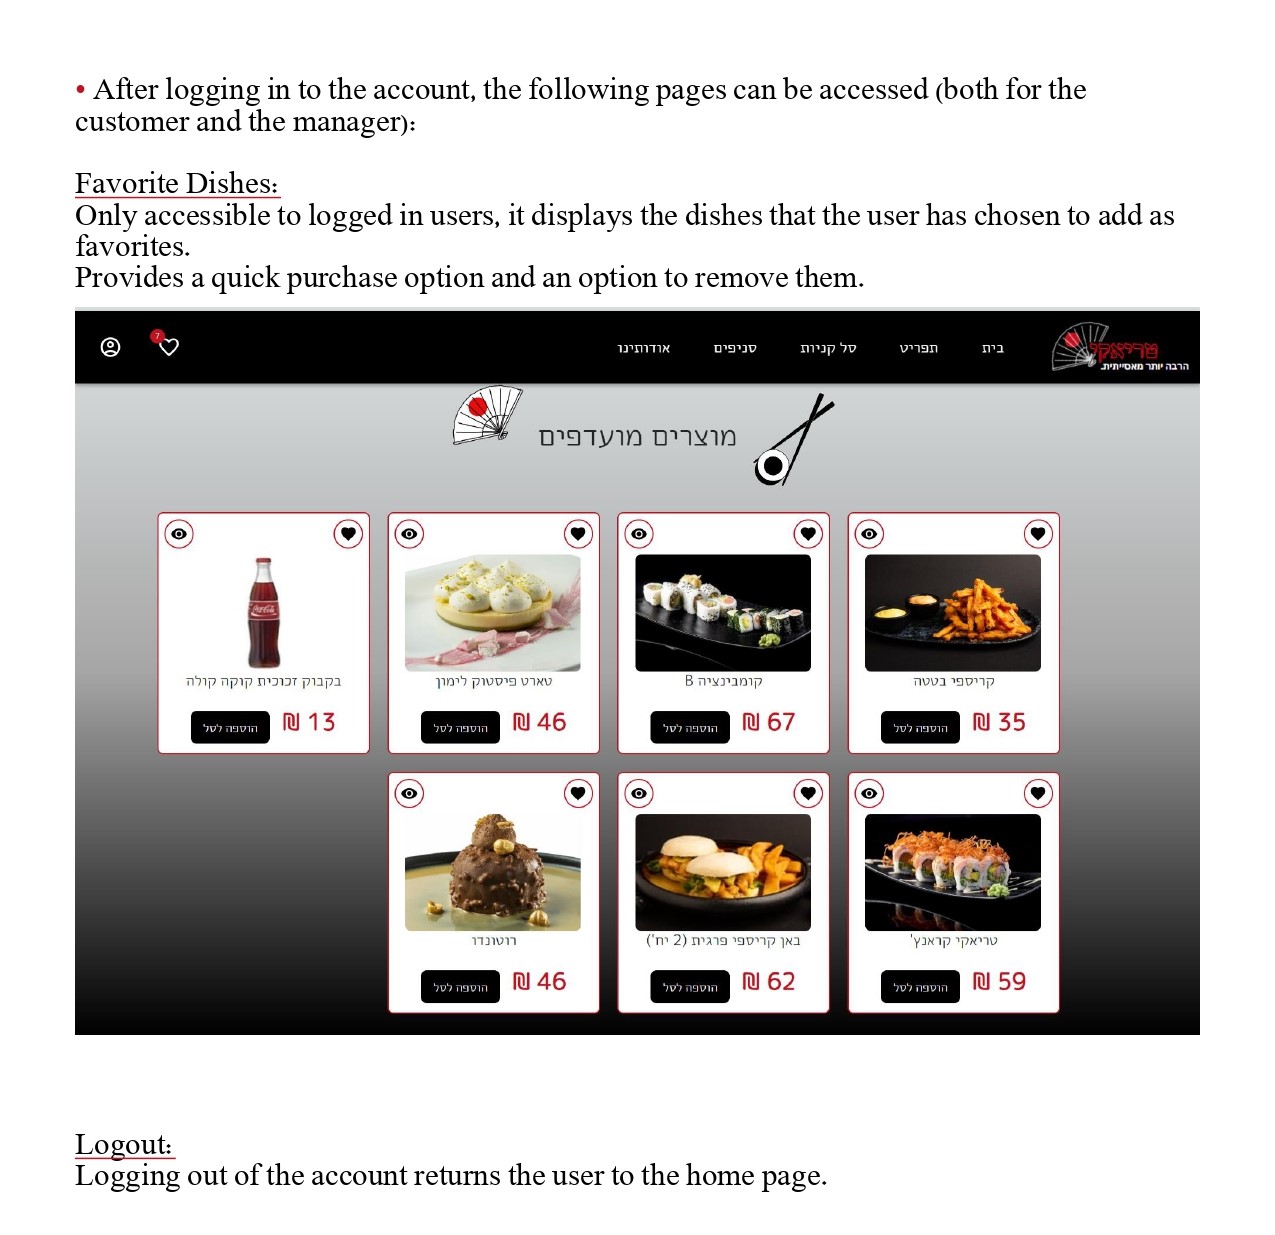 • After logging in to the account, the following pages can be accessed (both for the
customer and the manager):
Favorite Dishes:
Only accessible to logged in users, it displays the dishes that the user has chosen to add as
favorites.
Provides a quick purchase option and an option to remove them.
טריאקי
הרבה יותר מאסייתית.
בית
תפריט
סל קניות
סניפים
אודותינו
7
מוצרים מועדפים
קריספי בטטה
₪ 35
הוספה לסל
קומבינציה B
₪ 67
הוספה לסל
טארט פיסטוק לימון
₪ 46
הוספה לסל
Coca-Cola
בקבוק זכוכית קוקה קולה
₪ 13
הוספה לסל
טריאקי קראנץ'
₪ 59
הוספה לסל
באן קריספי פרגית (2 יח')
₪ 62
הוספה לסל
רוטונדו
₪ 46
הוספה לסל
Logout:
Logging out of the account returns the user to the home page.